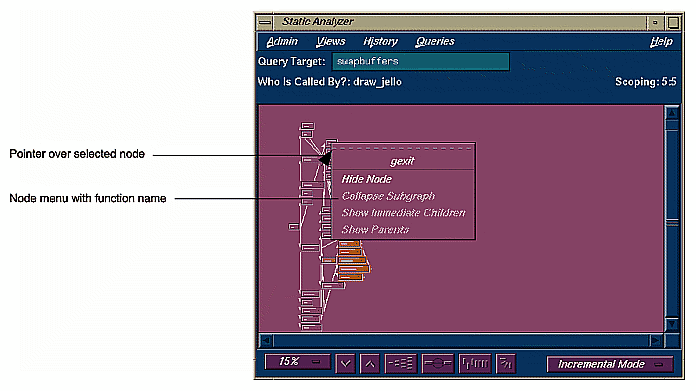 Static Analyzer
Admin Views History Queries Help
Query Target: swapbuffers
Who Is Called By?: draw_jello Scoping: 5:5
Pointer over selected node
gexit
Hide Node
Node menu with function name
Collapse Subgraph
Show Immediate Children
Show Parents
15%
Incremental Mode